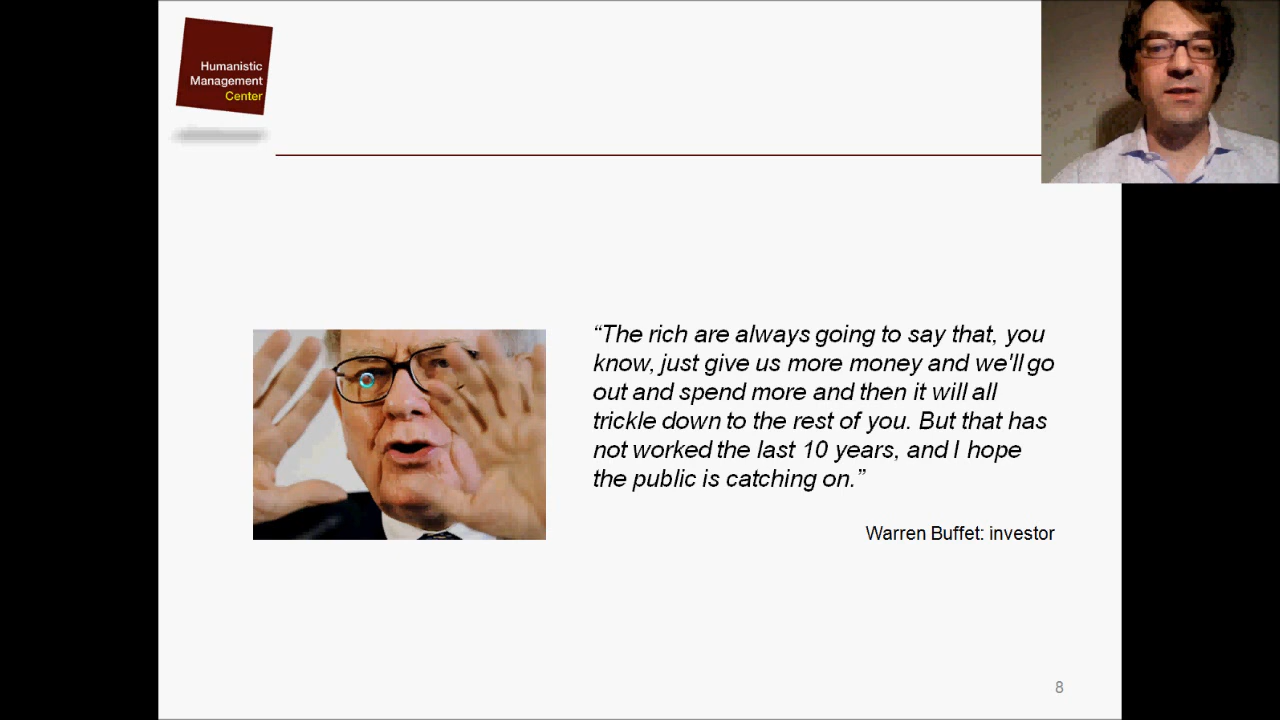 Humanistic
Management
Center
“The rich are always going to say that, you
know, just give us more money and we'll go
out and spend more and then it will all
trickle down to the rest of you. But that has
not worked the last 10 years, and I hope
the public is catching on.”
Warren Buffet: investor
8